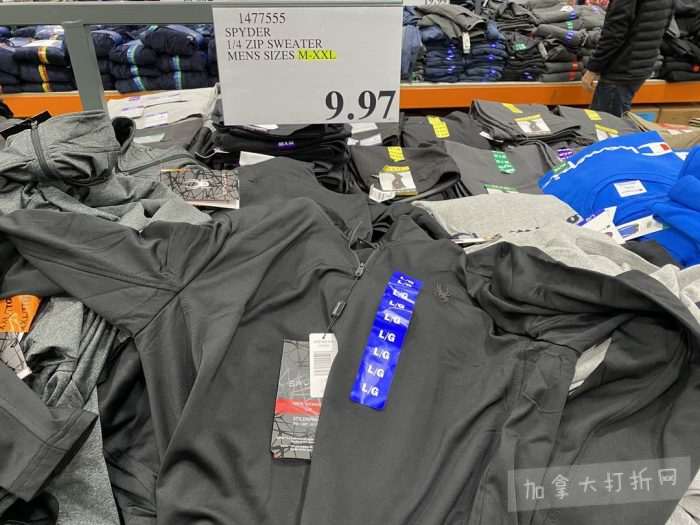 1477555
SPYDER
1/4 ZIP SWEATER
MENS SIZES M-XXL
9.97
L/G
L/G
L/G
L/G
L/G
L/G
L/G
加拿大打折网